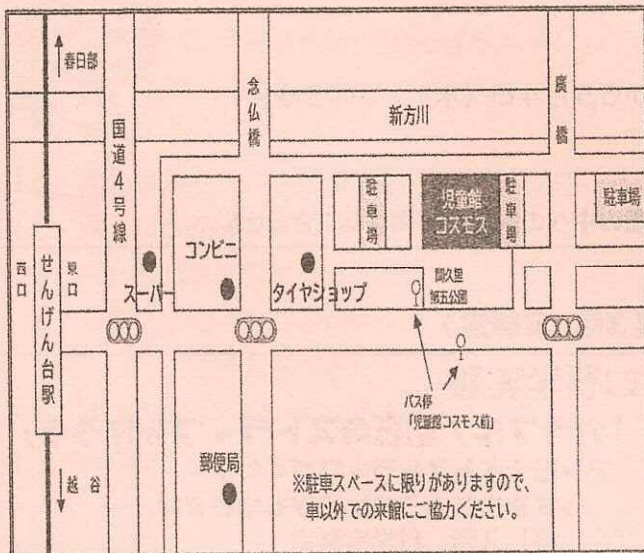 春日部
国道4号線
念仏橋
廣橋
新方川
駐車場
児童館
コスモス
駐車場
駐車場
西口
せんげん台駅
東口
スーパー
コンビニ
タイヤショップ
間久里
第五公園
バス停
「児童館コスモス前」
越谷
郵便局
※駐車スペースに限りがありますので、
車以外での来館にご協力ください。